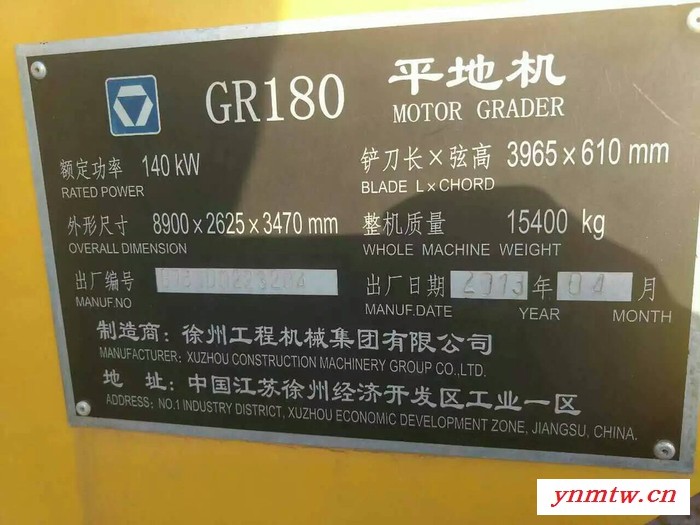 GR180 平地机
MOTOR GRADER
额定功率 140 kW 铲刀长×弦高 3965×610 mm
RATED POWER BLADE L×CHORD
外形尺寸 8900×2625×3470 mm 整机质量 15400 kg
OVERALL DIMENSION WHOLE MACHINE WEIGHT
出厂编号 出厂日期 2013 年 04 月
MANUF.NO MANUF.DATE YEAR MONTH
制造商: 徐州工程机械集团有限公司
MANUFACTURER: XUZHOU CONSTRUCTION MACHINERY GROUP CO.,LTD.
地 址: 中国江苏徐州经济开发区工业一区
ADDRESS: NO.1 INDUSTRY DISTRICT, XUZHOU ECONOMIC DEVELOPMENT ZONE, JIANGSU, CHINA.
ynmtw.cn